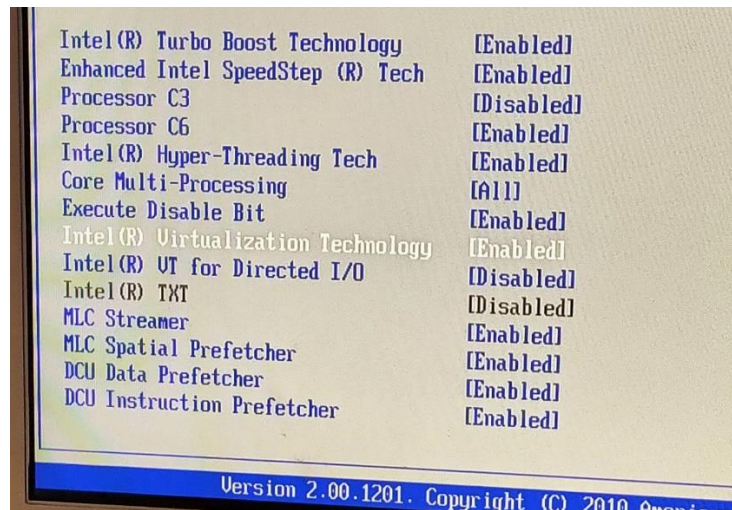 Intel(R) Turbo Boost Technology [Enabled]
Enhanced Intel SpeedStep (R) Tech [Enabled]
Processor C3 [Disabled]
Processor C6 [Enabled]
Intel(R) Hyper-Threading Tech [Enabled]
Core Multi-Processing [All]
Execute Disable Bit [Enabled]
Intel(R) Virtualization Technology [Enabled]
Intel(R) VT for Directed I/O [Disabled]
Intel(R) TXT [Disabled]
MLC Streamer [Enabled]
MLC Spatial Prefetcher [Enabled]
DCU Data Prefetcher [Enabled]
DCU Instruction Prefetcher [Enabled]
Version 2.00.1201. Copyright (C) 2010